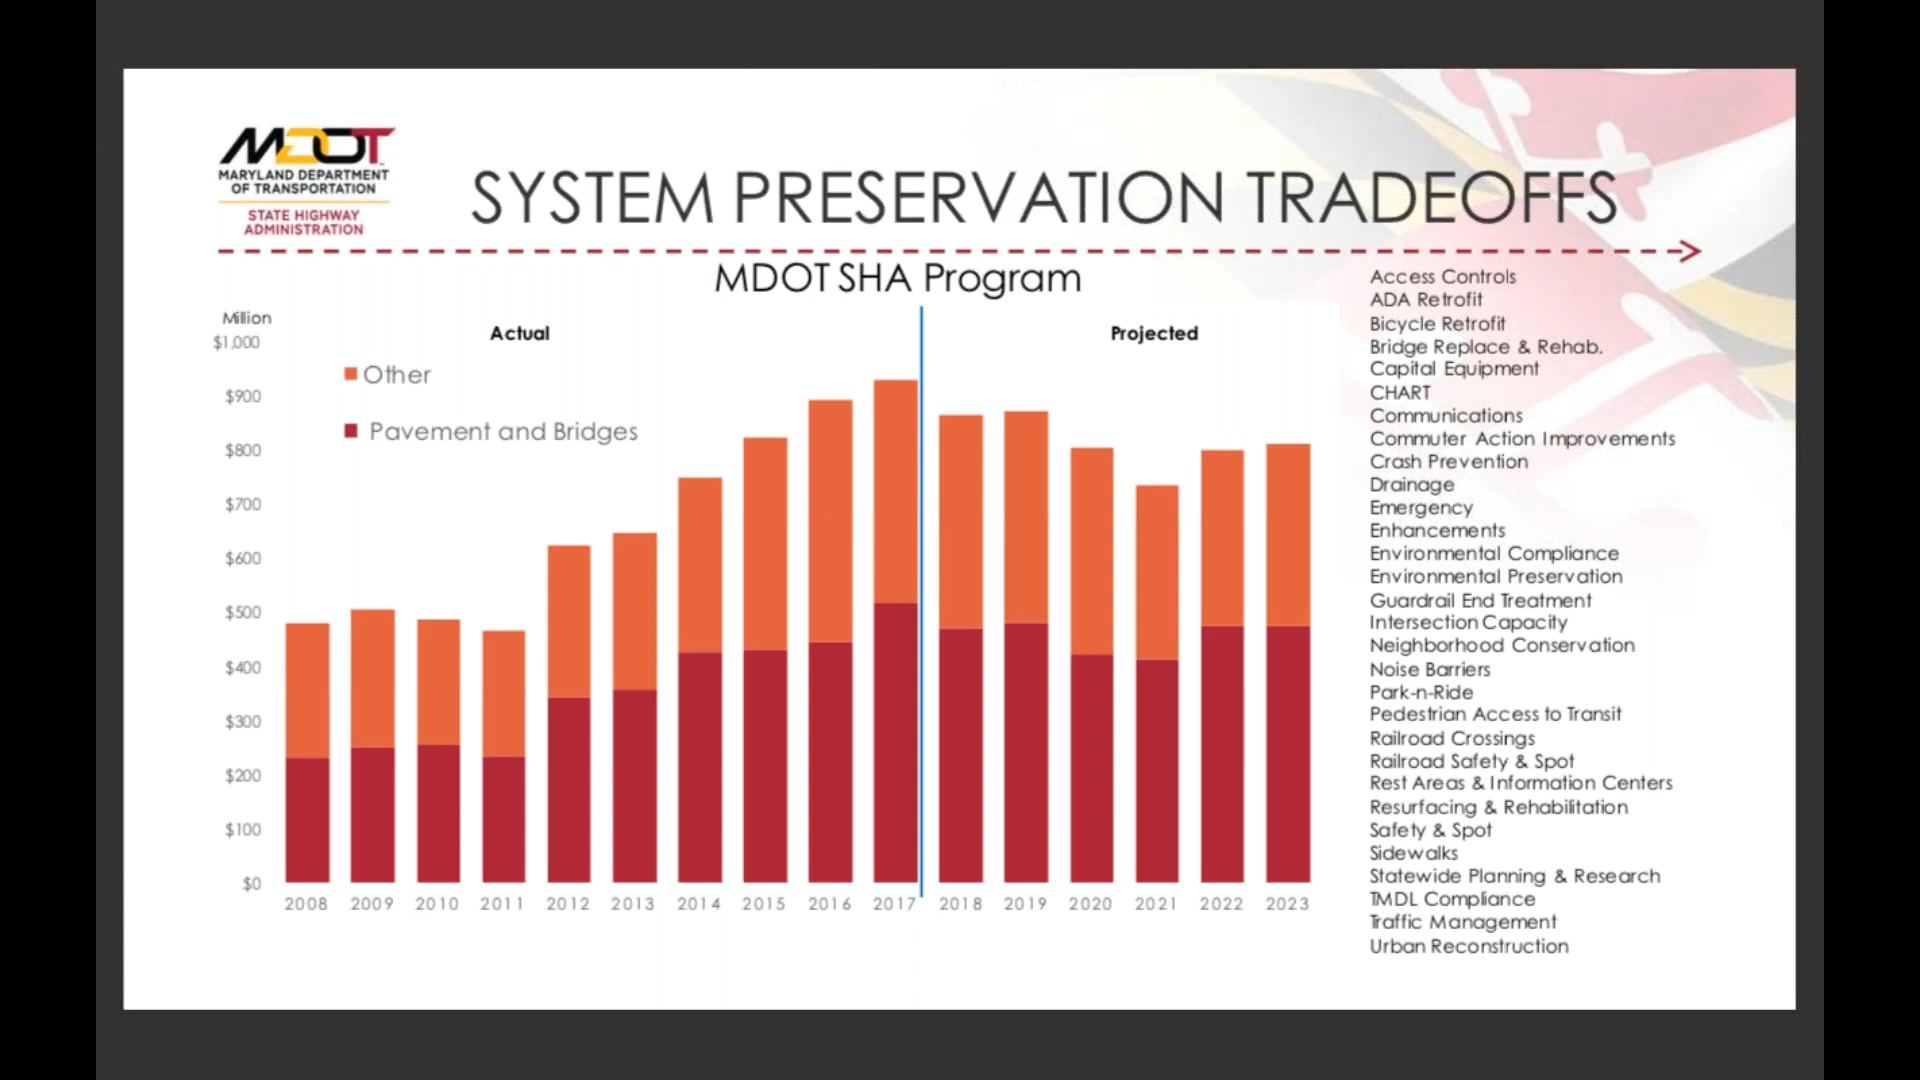 MDOT
MARYLAND DEPARTMENT
OF TRANSPORTATION
STATE HIGHWAY
ADMINISTRATION
SYSTEM PRESERVATION TRADEOFFS
MDOT SHA Program
Million
$1,000
$900
$800
$700
$600
$500
$400
$300
$200
$100
$0
Actual
Projected
Other
Pavement and Bridges
2008 2009 2010 2011 2012 2013 2014 2015 2016 2017 2018 2019 2020 2021 2022 2023
Access Controls
ADA Retrofit
Bicycle Retrofit
Bridge Replace & Rehab.
Capital Equipment
CHART
Communications
Commuter Action Improvements
Crash Prevention
Drainage
Emergency
Enhancements
Environmental Compliance
Environmental Preservation
Guardrail End Treatment
Intersection Capacity
Neighborhood Conservation
Noise Barriers
Park-n-Ride
Pedestrian Access to Transit
Railroad Crossings
Railroad Safety & Spot
Rest Areas & Information Centers
Resurfacing & Rehabilitation
Safety & Spot
Sidewalks
Statewide Planning & Research
TMDL Compliance
Traffic Management
Urban Reconstruction